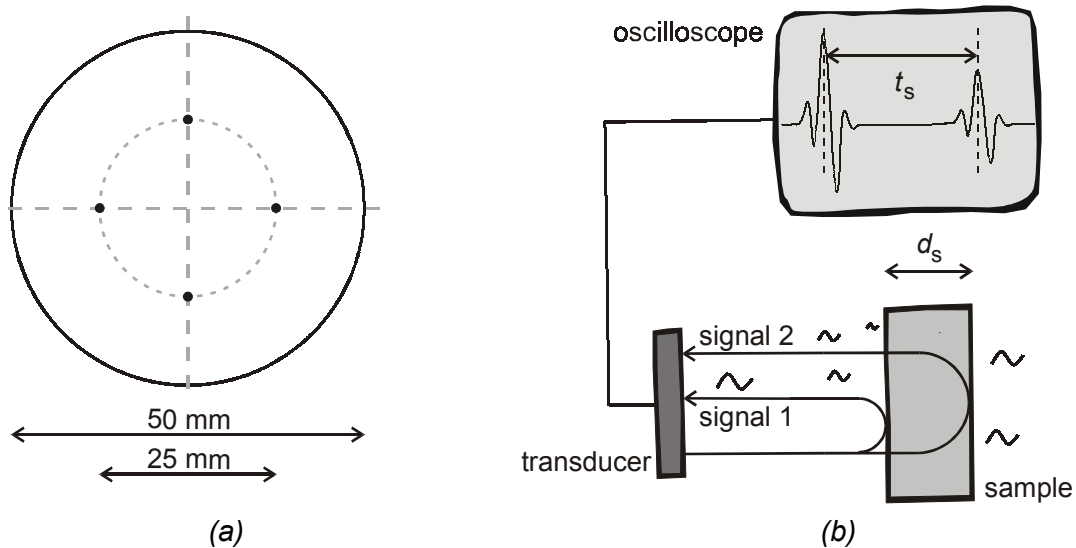 50 mm
25 mm
(a)
oscilloscope
tₛ
dₛ
signal 2
signal 1
transducer
sample
(b)